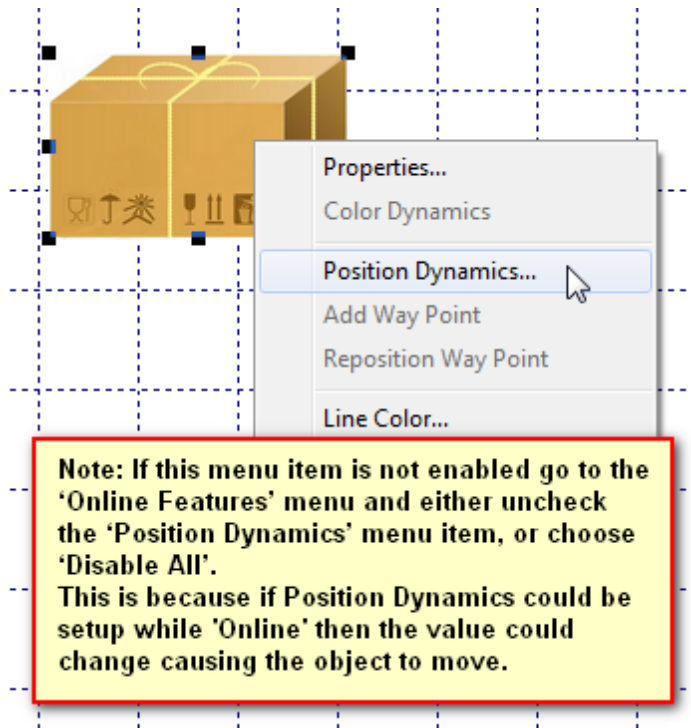 Properties...
Color Dynamics
Position Dynamics...
Add Way Point
Reposition Way Point
Line Color...
Note: If this menu item is not enabled go to the
‘Online Features’ menu and either uncheck
the ‘Position Dynamics’ menu item, or choose
‘Disable All’.
This is because if Position Dynamics could be
setup while 'Online' then the value could
change causing the object to move.